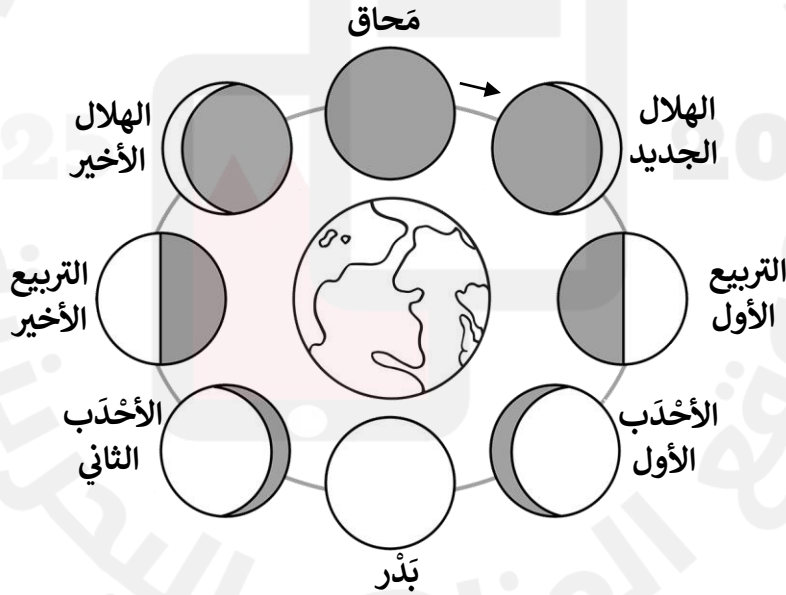 مَحاق
الهلال
الجديد
الهلال
الأخير
التربيع
الأول
التربيع
الأخير
الأحْدَب
الأول
الأحْدَب
الثاني
بَدْر